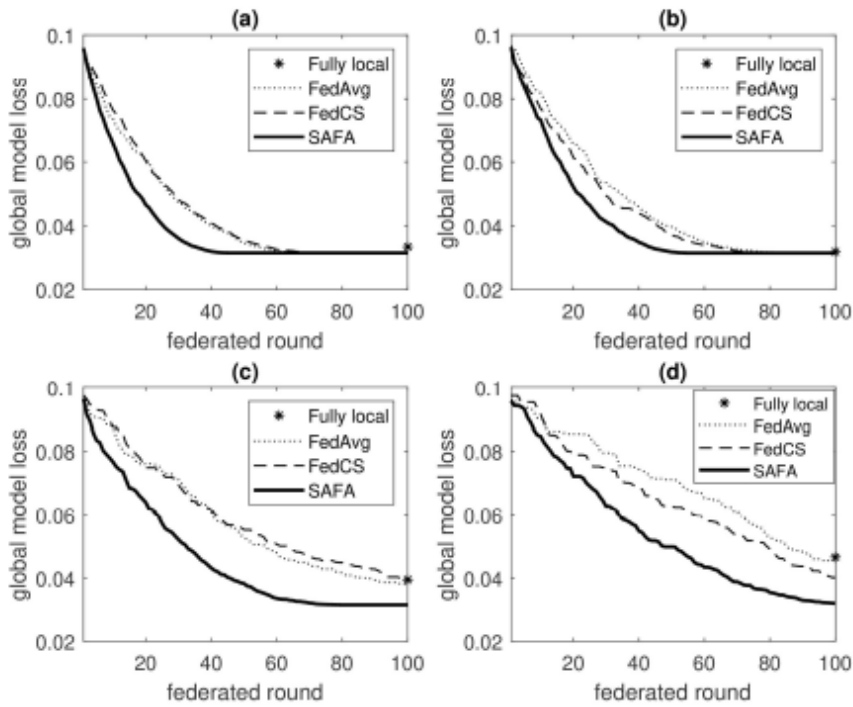 (a)
global model loss
0.1
0.08
0.06
0.04
0.02
Fully local
FedAvg
FedCS
SAFA
20 40 60 80 100
federated round
(b)
global model loss
0.1
0.08
0.06
0.04
0.02
Fully local
FedAvg
FedCS
SAFA
20 40 60 80 100
federated round
(c)
global model loss
0.1
0.08
0.06
0.04
0.02
Fully local
FedAvg
FedCS
SAFA
20 40 60 80 100
federated round
(d)
global model loss
0.1
0.08
0.06
0.04
0.02
Fully local
FedAvg
FedCS
SAFA
20 40 60 80 100
federated round